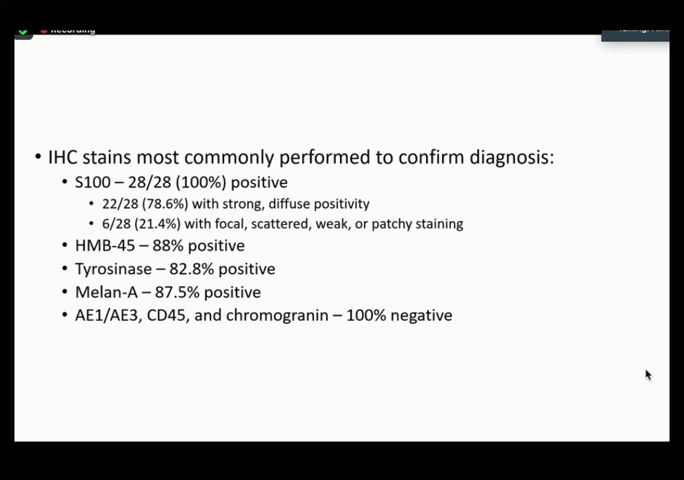 Recording
• IHC stains most commonly performed to confirm diagnosis:
• S100 – 28/28 (100%) positive
• 22/28 (78.6%) with strong, diffuse positivity
• 6/28 (21.4%) with focal, scattered, weak, or patchy staining
• HMB-45 – 88% positive
• Tyrosinase – 82.8% positive
• Melan-A – 87.5% positive
• AE1/AE3, CD45, and chromogranin – 100% negative